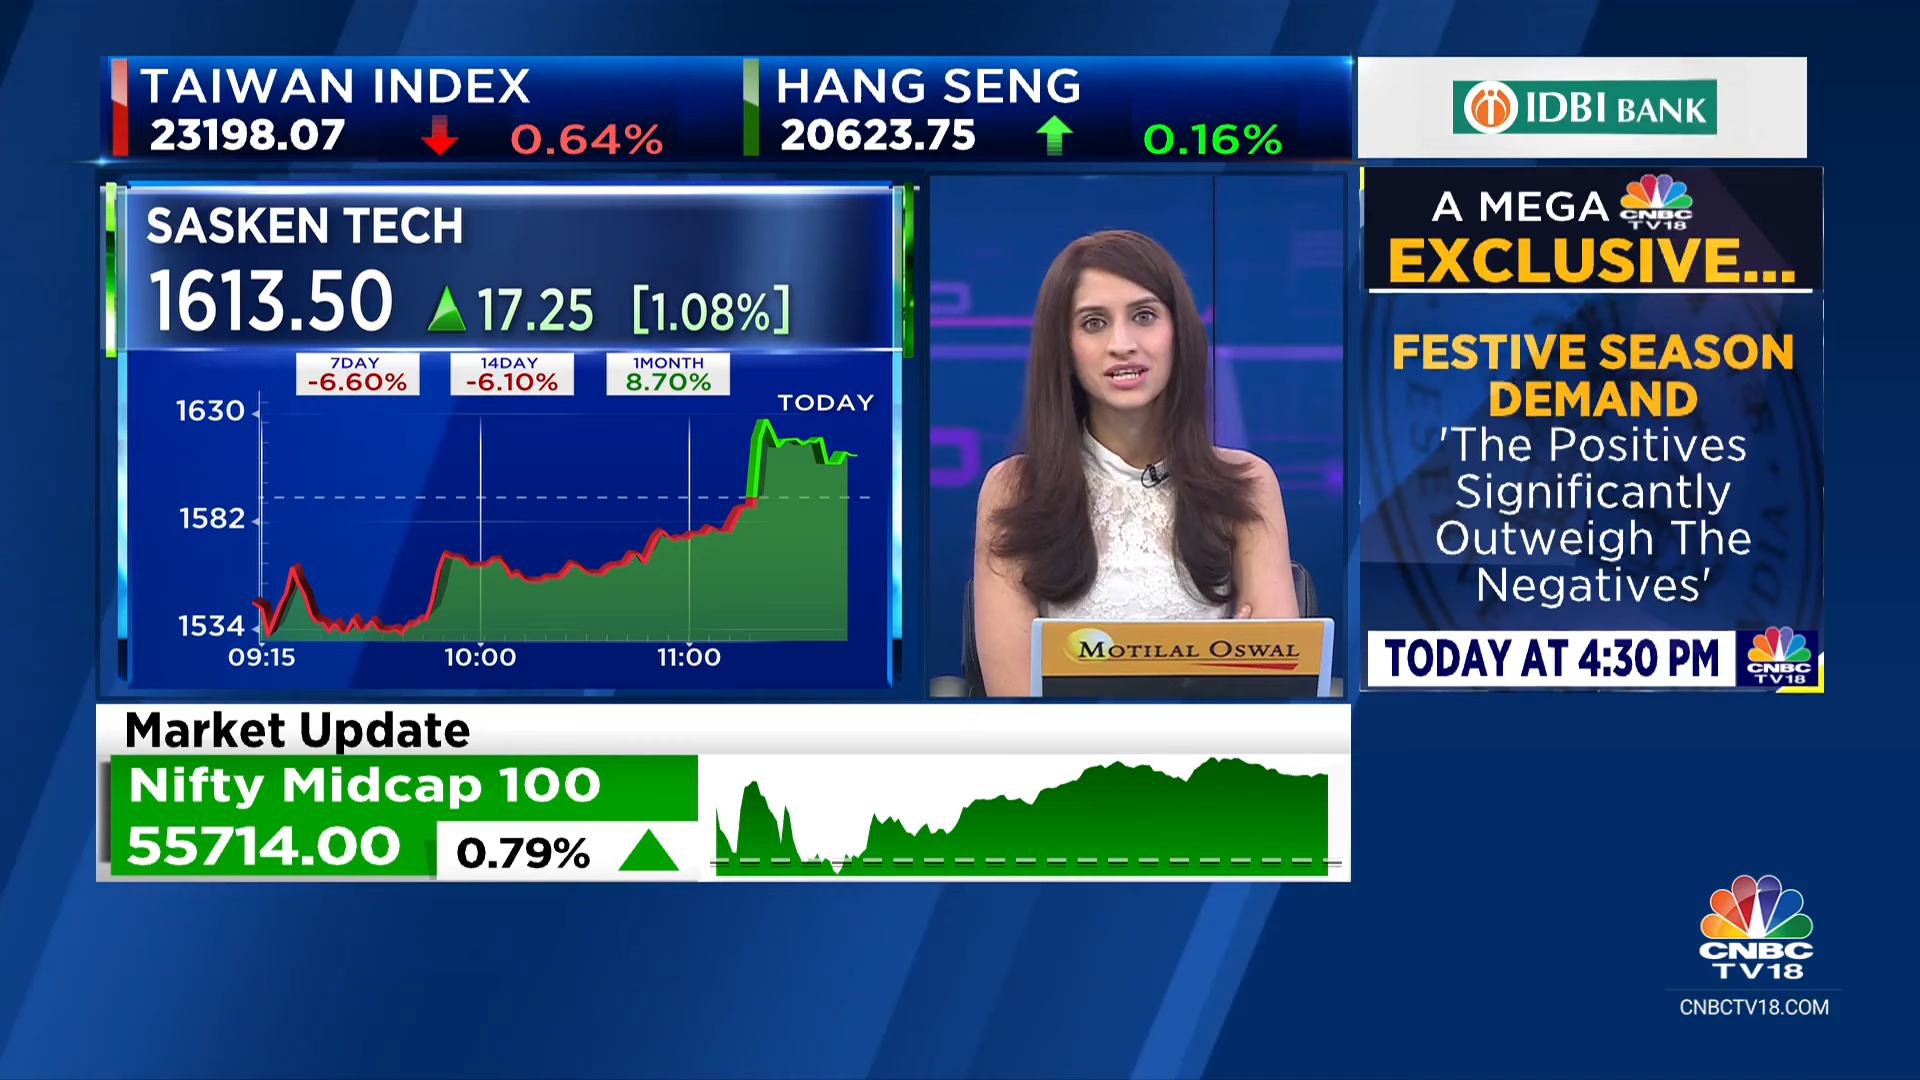 TAIWAN INDEX
23198.07 0.64%
HANG SENG
20623.75 0.16%
IDBI BANK
SASKEN TECH
1613.50 17.25 [1.08%]
7DAY
-6.60%
14DAY
-6.10%
1MONTH
8.70%
TODAY
1630
1582
1534
09:15 10:00 11:00
MOTILAL OSWAL
A MEGA CNBC TV18
EXCLUSIVE...
FESTIVE SEASON
DEMAND
'The Positives
Significantly
Outweigh The
Negatives'
TODAY AT 4:30 PM
CNBC
TV18
Market Update
Nifty Midcap 100
55714.00 0.79%
CNBC
TV18
CNBCTV18.COM